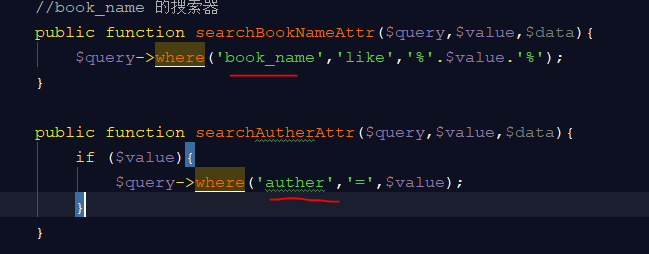 //book_name 的搜索器
public function searchBookNameAttr($query,$value,$data){
$query->where('book_name','like','%'.$value.'%');
}
public function searchAutherAttr($query,$value,$data){
if ($value){
$query->where('auther','=',$value);
}
}